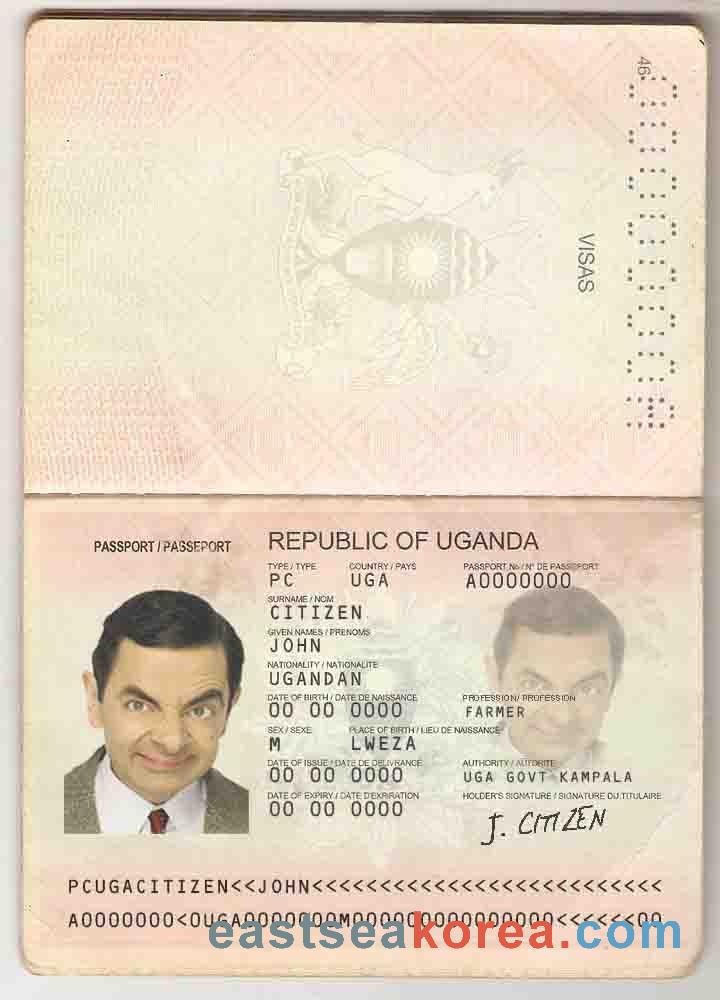 46
VISAS
A0000000
REPUBLIC OF UGANDA
PASSPORT / PASSEPORT
TYPE / TYPE COUNTRY / PAYS PASSPORT No / N° DE PASSEPORT
PC UGA A0000000
SURNAME / NOM
CITIZEN
GIVEN NAMES / PRENOMS
JOHN
NATIONALITY / NATIONALITE
UGANDAN
DATE OF BIRTH / DATE DE NAISSANCE PROFESSION / PROFESSION
00 00 0000 FARMER
SEX / SEXE PLACE OF BIRTH / LIEU DE NAISSANCE
M LWEZA
DATE OF ISSUE / DATE DE DELIVRANCE AUTHORITY / AUTORITE
00 00 0000 UGA GOVT KAMPALA
DATE OF EXPIRY / DATE D'EXPIRATION HOLDER'S SIGNATURE / SIGNATURE DU TITULAIRE
00 00 0000 J. CITIZEN
PCUGACITIZEN<<JOHN<<<<<<<<<<<<<<<<<<<<<<<<<<
eastseakorea.com